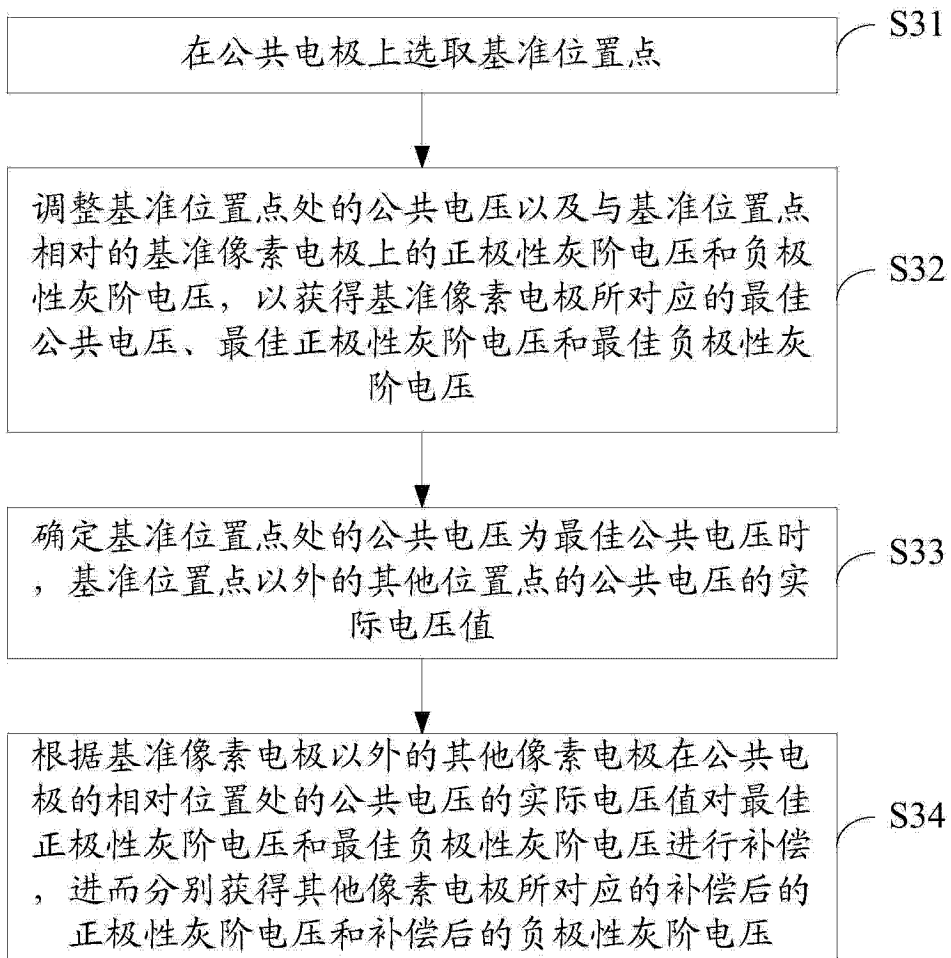 在公共电极上选取基准位置点
S31
调整基准位置点处的公共电压以及与基准位置点
相对的基准像素电极上的正极性灰阶电压和负极
性灰阶电压，以获得基准像素电极所对应的最佳
公共电压、最佳正极性灰阶电压和最佳负极性灰
阶电压
S32
确定基准位置点处的公共电压为最佳公共电压时
，基准位置点以外的其他位置点的公共电压的实
际电压值
S33
根据基准像素电极以外的其他像素电极在公共电
极的相对位置处的公共电压的实际电压值对最佳
正极性灰阶电压和最佳负极性灰阶电压进行补偿
，进而分别获得其他像素电极所对应的补偿后的
正极性灰阶电压和补偿后的负极性灰阶电压
S34